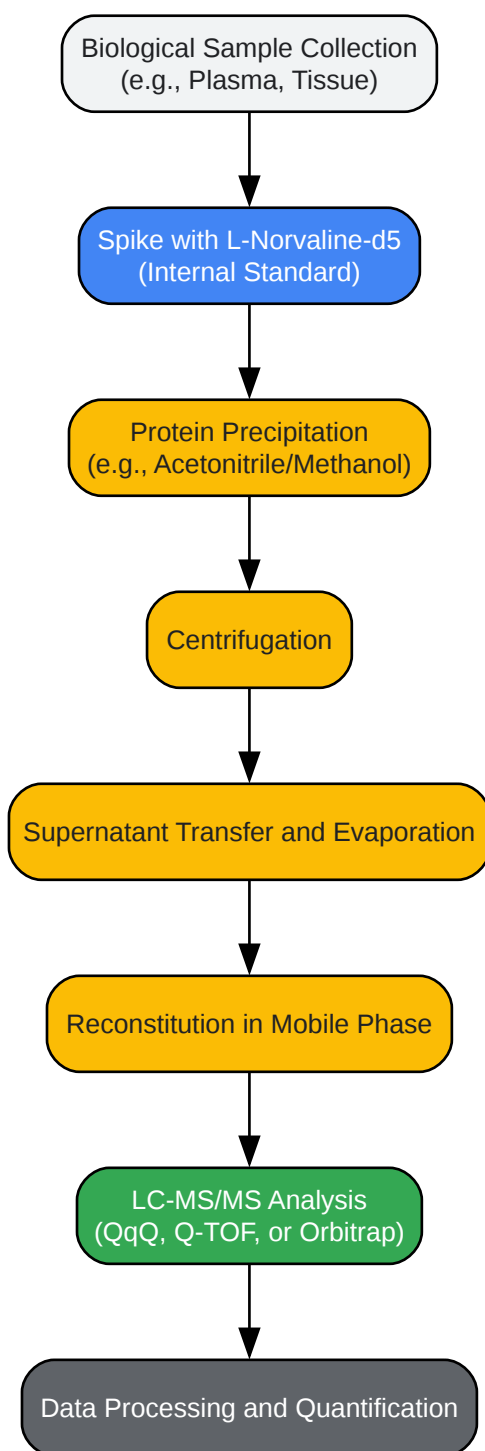 Biological Sample Collection
(e.g., Plasma, Tissue)
Spike with L-Norvaline-d5
(Internal Standard)
Protein Precipitation
(e.g., Acetonitrile/Methanol)
Centrifugation
Supernatant Transfer and Evaporation
Reconstitution in Mobile Phase
LC-MS/MS Analysis
(QqQ, Q-TOF, or Orbitrap)
Data Processing and Quantification